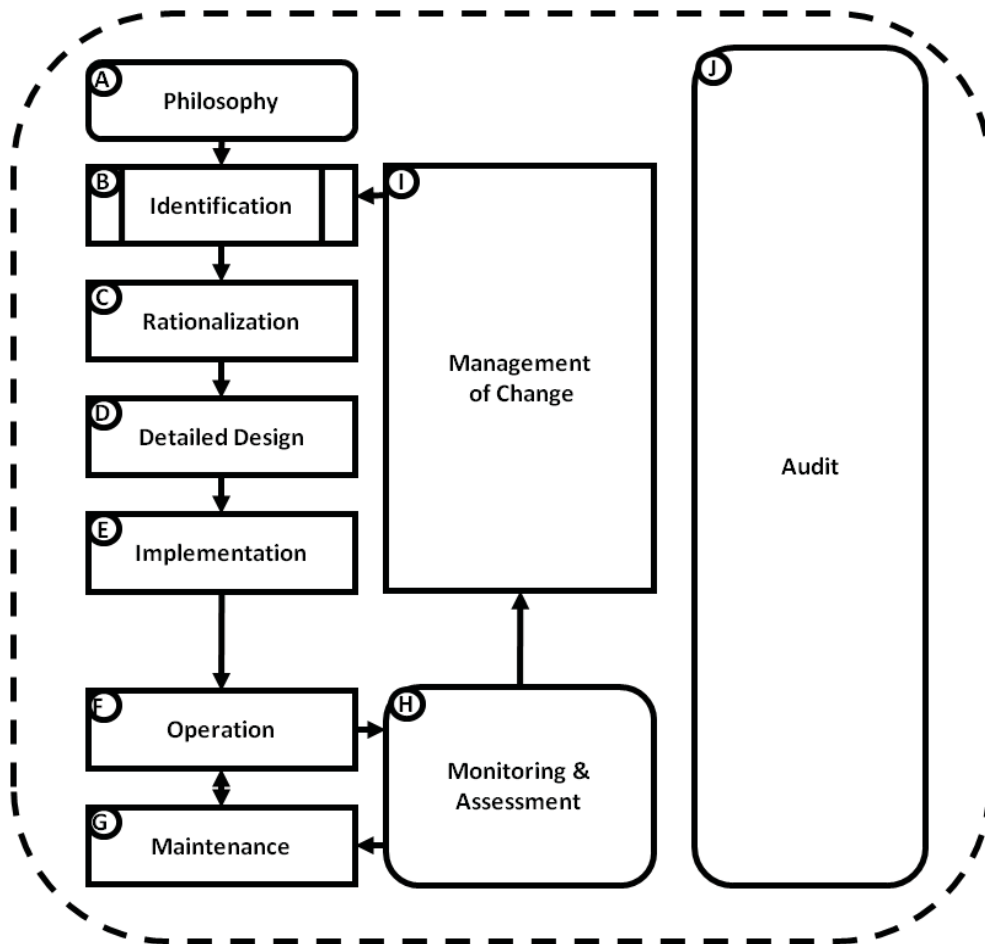 A
Philosophy
B
Identification
C
Rationalization
D
Detailed Design
E
Implementation
F
Operation
G
Maintenance
H
Monitoring &
Assessment
I
Management
of Change
J
Audit